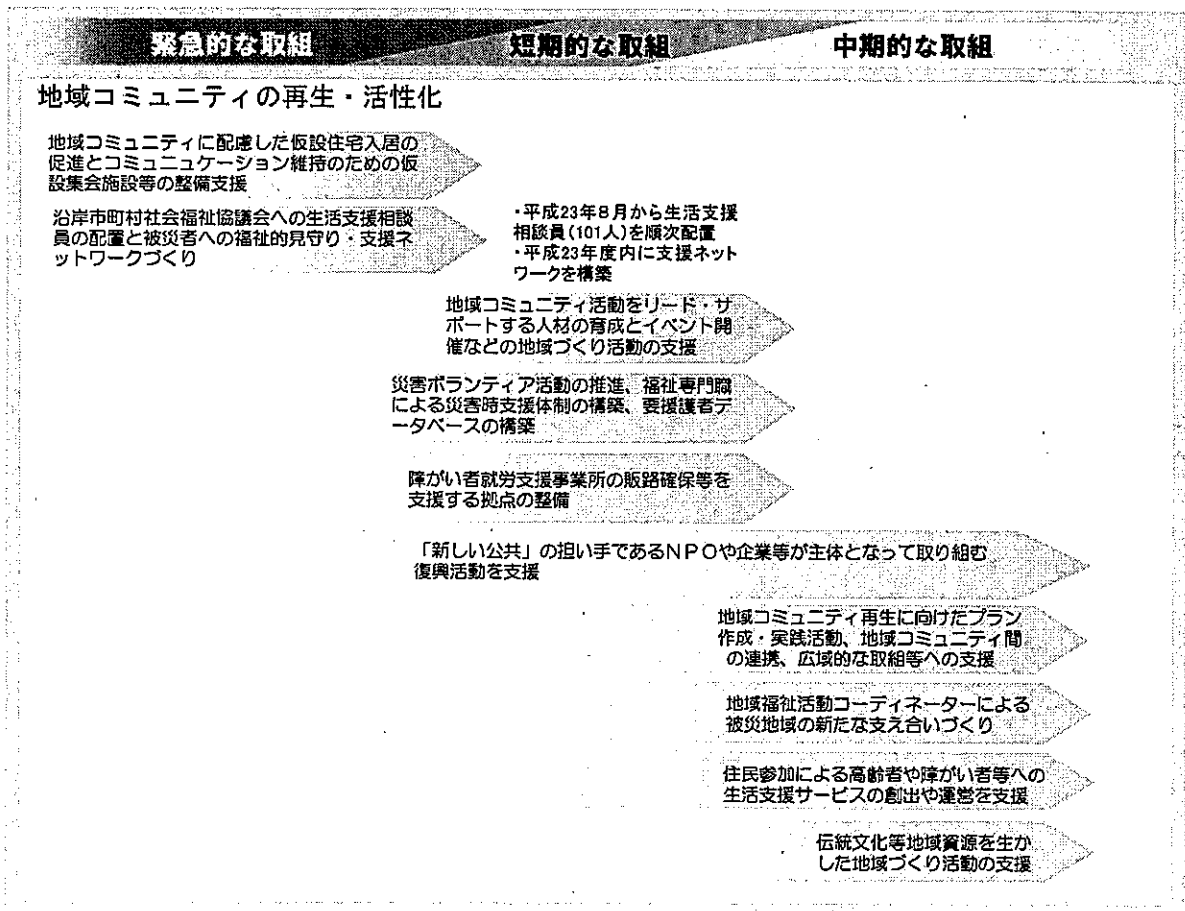 緊急的な取組
短期的な取組
中期的な取組
地域コミュニティの再生・活性化
地域コミュニティに配慮した仮設住宅入居の
促進とコミュニュケーション維持のための仮
設集会施設等の整備支援
沿岸市町村社会福祉協議会への生活支援相談
員の配置と被災者への福祉的見守り・支援ネ
ットワークづくり
・平成23年8月から生活支援
相談員(101人)を順次配置
・平成23年度内に支援ネット
ワークを構築
地域コミュニティ活動をリード・サ
ポートする人材の育成とイベント開
催などの地域づくり活動の支援
災害ボランティア活動の推進、福祉専門職
による災害時支援体制の構築、要援護者デ
ータベースの構築
障がい者就労支援事業所の販路確保等を
支援する拠点の整備
「新しい公共」の担い手であるNPOや企業等が主体となって取り組む
復興活動を支援
地域コミュニティ再生に向けたプラン
作成・実践活動、地域コミュニティ間
の連携、広域的な取組等への支援
地域福祉活動コーディネーターによる
被災地域の新たな支え合いづくり
住民参加による高齢者や障がい者等への
生活支援サービスの創出や運営を支援
伝統文化等地域資源を生か
した地域づくり活動の支援